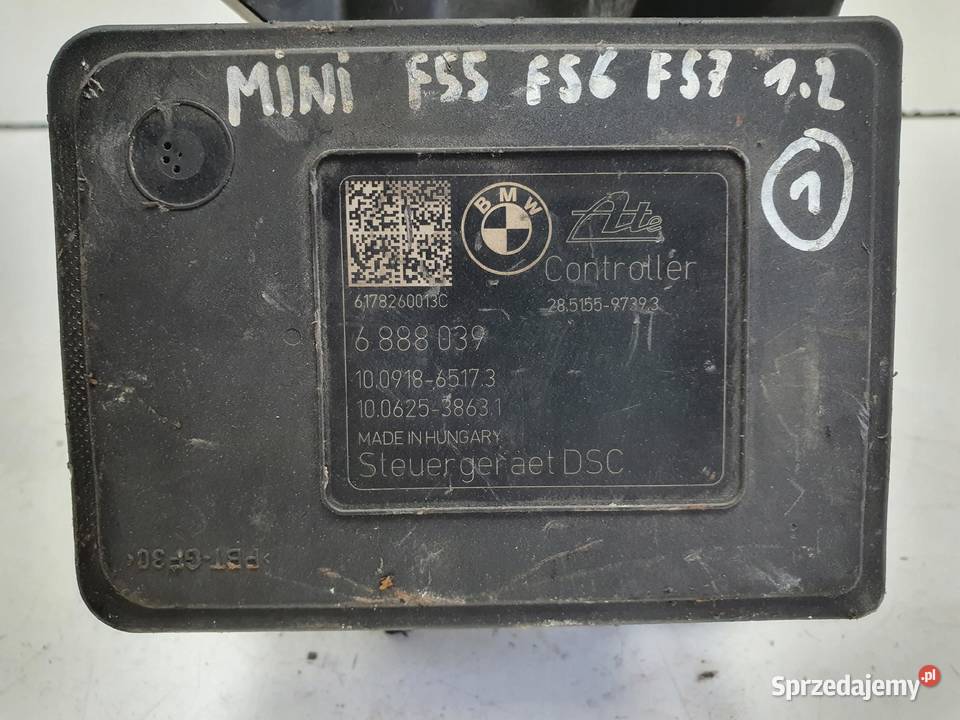 MINI F55 F56 F57 1.2
1
BMW
Ate
Controller
6178260013C 28.5155-9739.3
6 888 039
10.0918-6517.3
10.0625-3863.1
MADE IN HUNGARY
Steuergeraet DSC
>PBT-GF30<
Sprzedajemy.pl